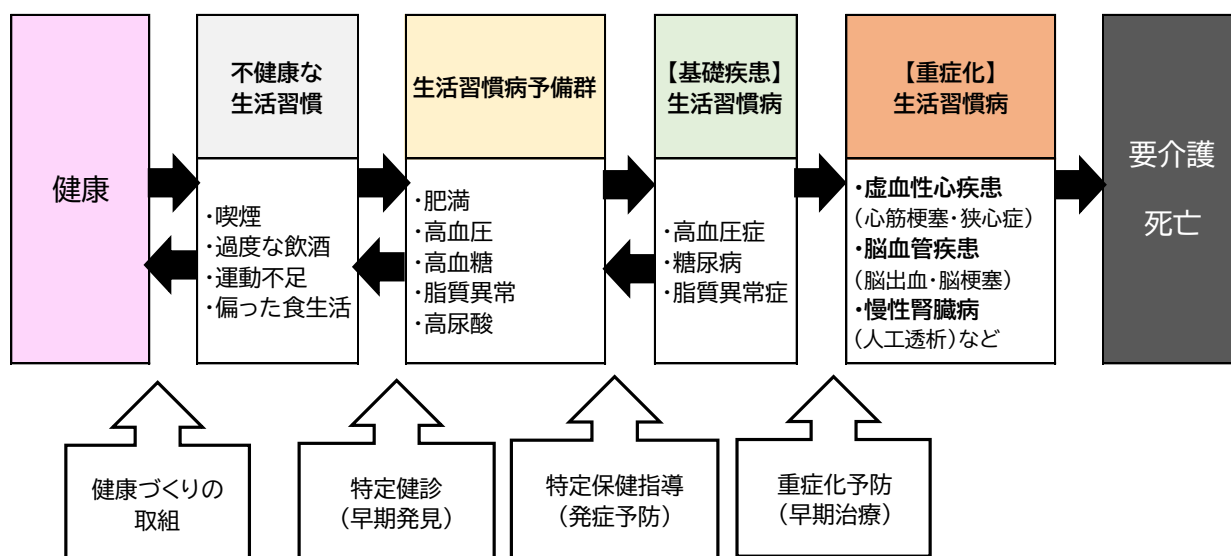 健康
不健康な
生活習慣
・喫煙
・過度な飲酒
・運動不足
・偏った食生活
生活習慣病予備群
・肥満
・高血圧
・高血糖
・脂質異常
・高尿酸
【基礎疾患】
生活習慣病
・高血圧症
・糖尿病
・脂質異常症
【重症化】
生活習慣病
・虚血性心疾患
（心筋梗塞・狭心症）
・脳血管疾患
（脳出血・脳梗塞）
・慢性腎臓病
（人工透析）など
要介護
死亡
健康づくりの
取組
特定健診
（早期発見）
特定保健指導
（発症予防）
重症化予防
（早期治療）